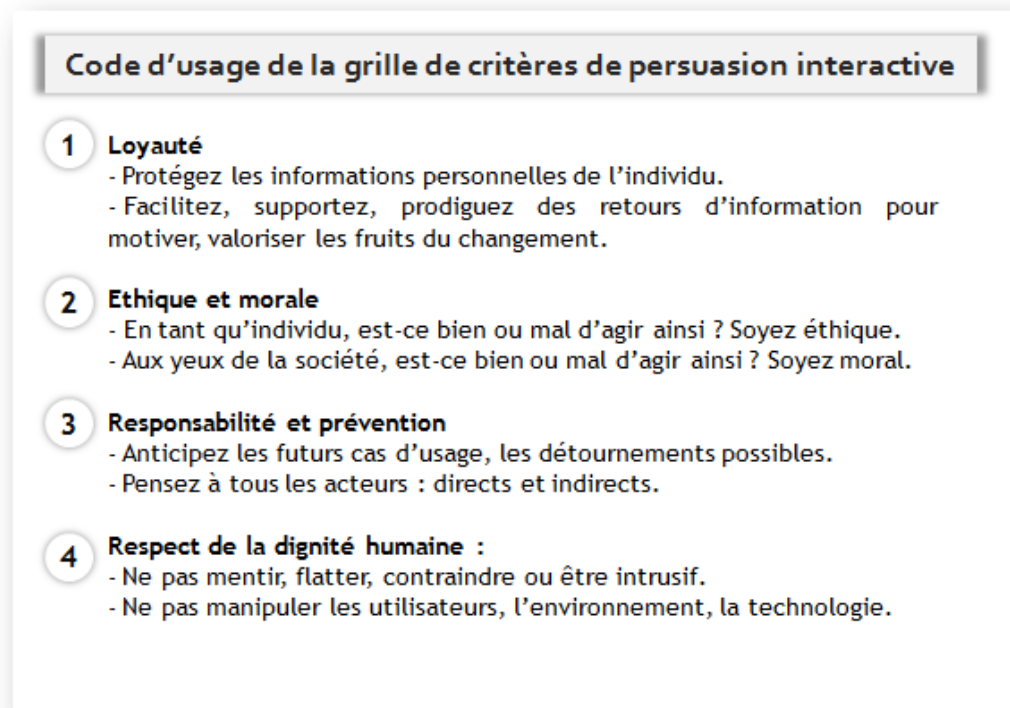 Code d’usage de la grille de critères de persuasion interactive
1
Loyauté
- Protégez les informations personnelles de l’individu.
- Facilitez, supportez, prodiguez des retours d’information pour
motiver, valoriser les fruits du changement.
2
Ethique et morale
- En tant qu’individu, est-ce bien ou mal d’agir ainsi ? Soyez éthique.
- Aux yeux de la société, est-ce bien ou mal d’agir ainsi ? Soyez moral.
3
Responsabilité et prévention
- Anticipez les futurs cas d’usage, les détournements possibles.
- Pensez à tous les acteurs : directs et indirects.
4
Respect de la dignité humaine :
- Ne pas mentir, flatter, contraindre ou être intrusif.
- Ne pas manipuler les utilisateurs, l’environnement, la technologie.